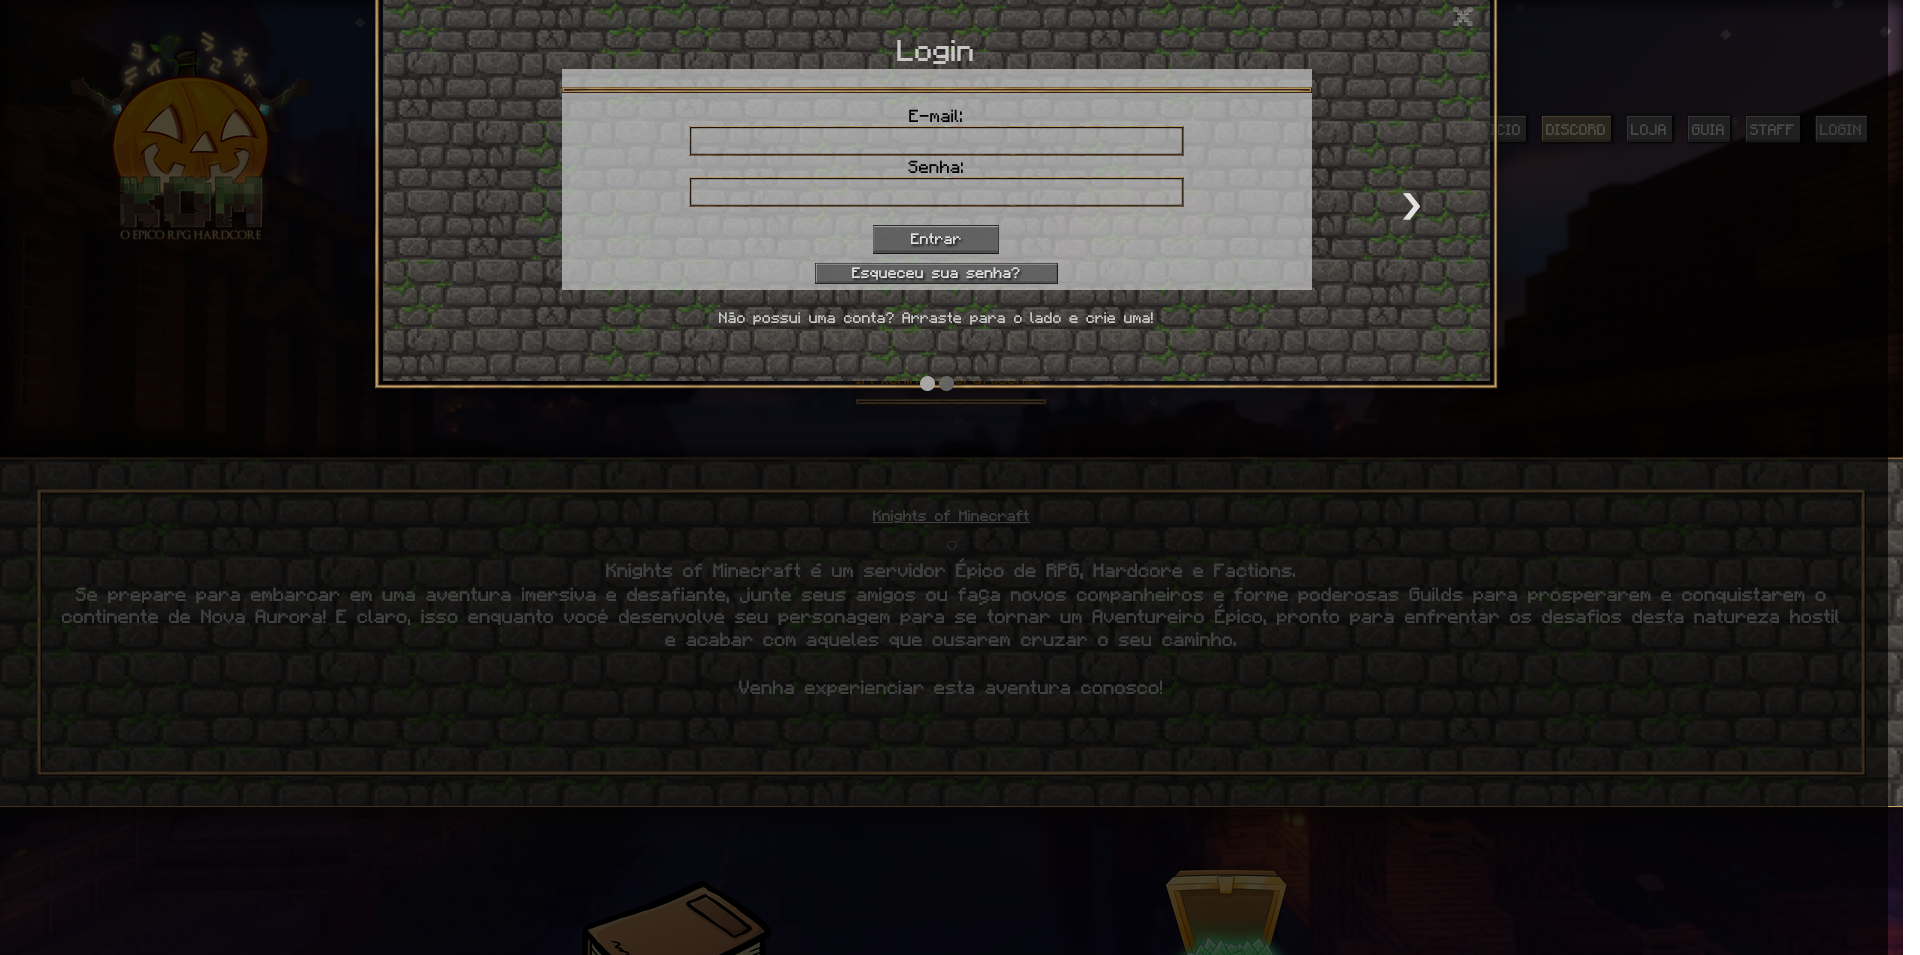 Login
E-mail:
Senha:
Entrar
Esqueceu sua senha?
Não possui uma conta? Arraste para o lado e crie uma!
KOM
O EPICO RPG HARDCORE
DISCORD
LOJA
GUIA
STAFF
LOGIN
Knights of Minecraft
Knights of Minecraft é um servidor Épico de RPG, Hardcore e Factions.
Se prepare para embarcar em uma aventura imersiva e desafiante, junte seus amigos ou faça novos companheiros e forme poderosas Guilds para prosperarem e conquistarem o
continente de Nova Aurora! E claro, isso enquanto você desenvolve seu personagem para se tornar um Aventureiro Épico, pronto para enfrentar os desafios desta natureza hostil
e acabar com aqueles que ousarem cruzar o seu caminho.
Venha experienciar esta aventura conosco!